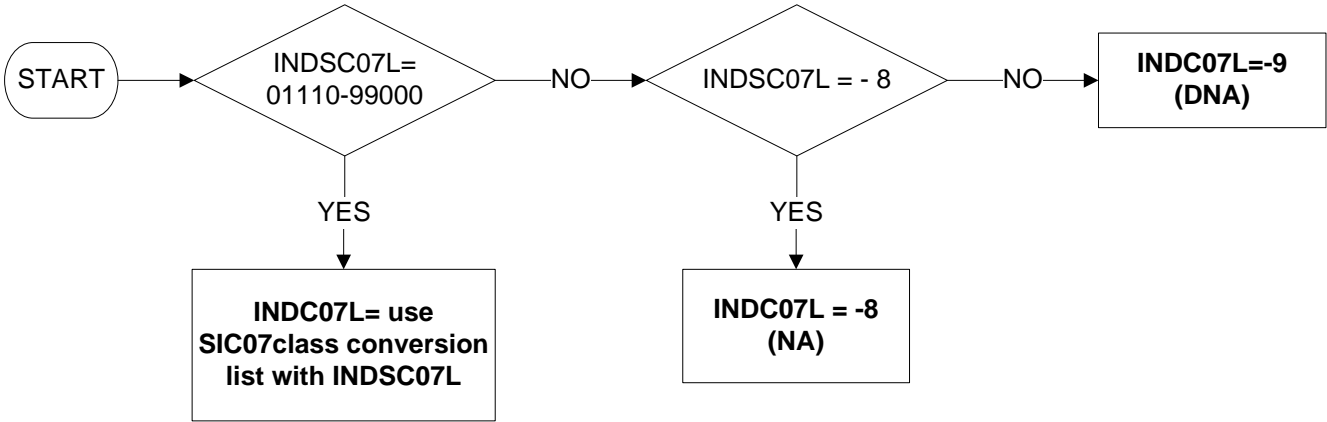 START
INDSC07L=
01110-99000
NO
INDSC07L = - 8
NO
INDC07L=-9
(DNA)
YES
YES
INDC07L= use
SIC07class conversion
list with INDSC07L
INDC07L = -8
(NA)